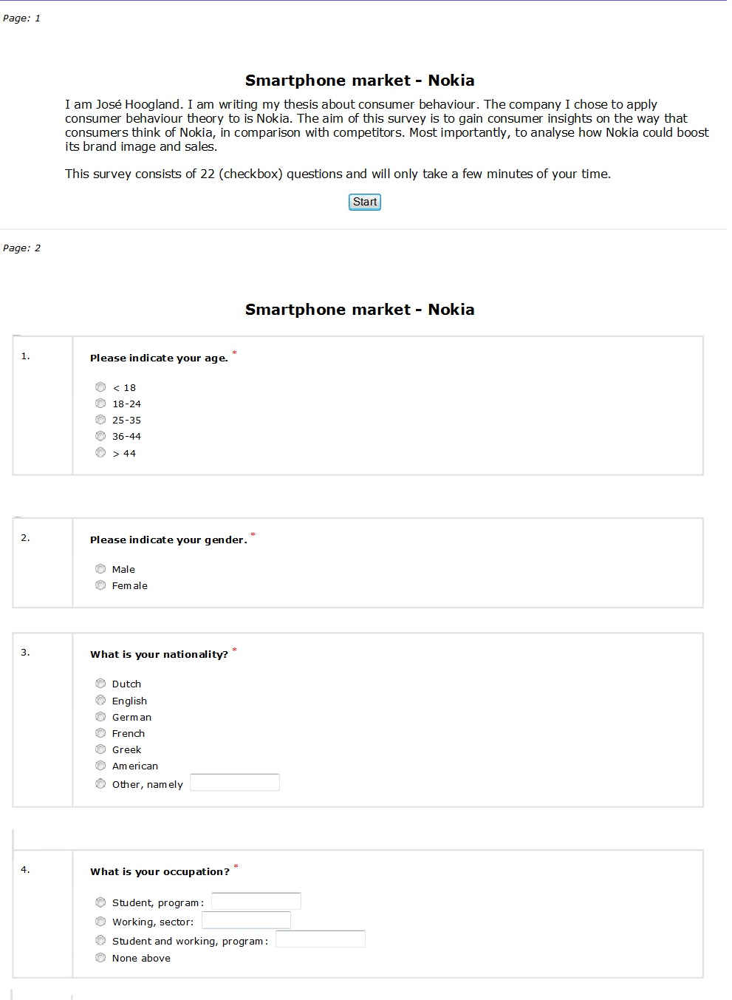 Page: 1
Smartphone market - Nokia
I am José Hoogland. I am writing my thesis about consumer behaviour. The company I chose to apply
consumer behaviour theory to is Nokia. The aim of this survey is to gain consumer insights on the way that
consumers think of Nokia, in comparison with competitors. Most importantly, to analyse how Nokia could boost
its brand image and sales.
This survey consists of 22 (checkbox) questions and will only take a few minutes of your time.
Start
Page: 2
Smartphone market - Nokia
1. Please indicate your age. *
< 18
18-24
25-35
36-44
> 44
2. Please indicate your gender. *
Male
Female
3. What is your nationality? *
Dutch
English
German
French
Greek
American
Other, namely
4. What is your occupation? *
Student, program:
Working, sector:
Student and working, program:
None above